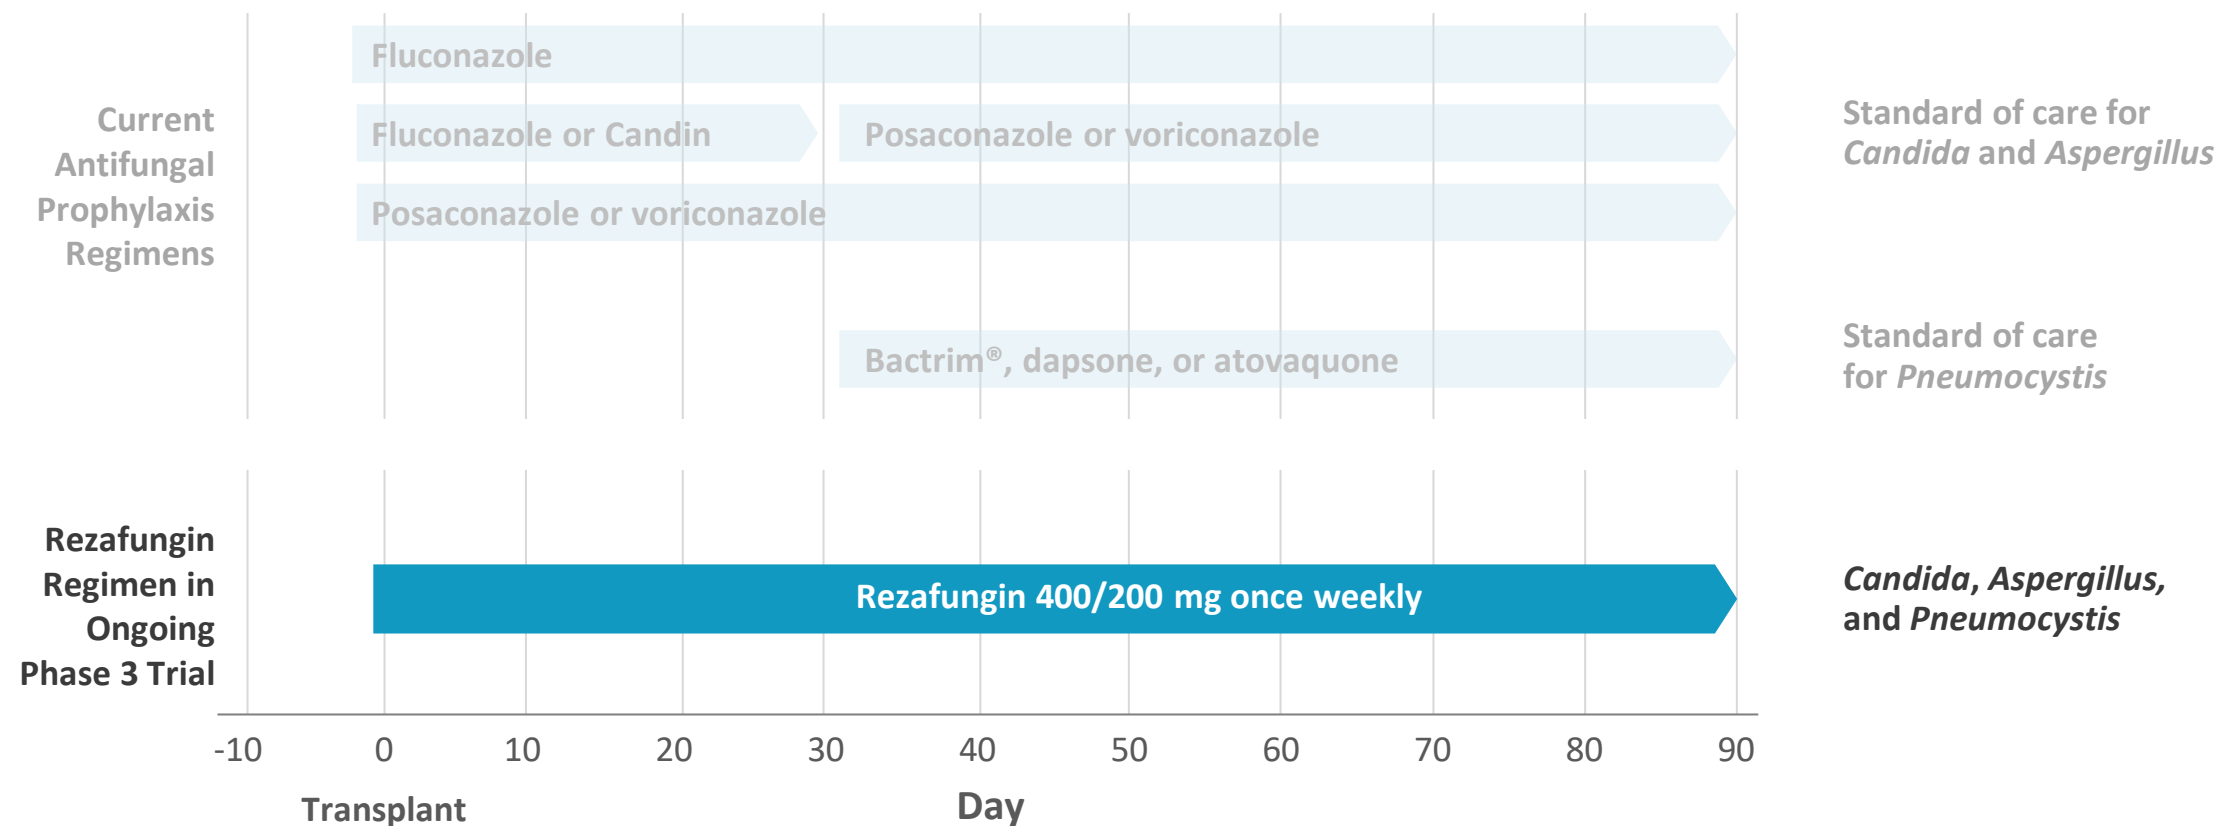 Current
Antifungal
Prophylaxis
Regimens
Fluconazole
Fluconazole or Candin
Posaconazole or voriconazole
Posaconazole or voriconazole
Standard of care for
Candida and Aspergillus
Bactrim®, dapsone, or atovaquone
Standard of care
for Pneumocystis
Rezafungin
Regimen in
Ongoing
Phase 3 Trial
Rezafungin 400/200 mg once weekly
Candida, Aspergillus,
and Pneumocystis
-10 0 10 20 30 40 50 60 70 80 90
Transplant
Day